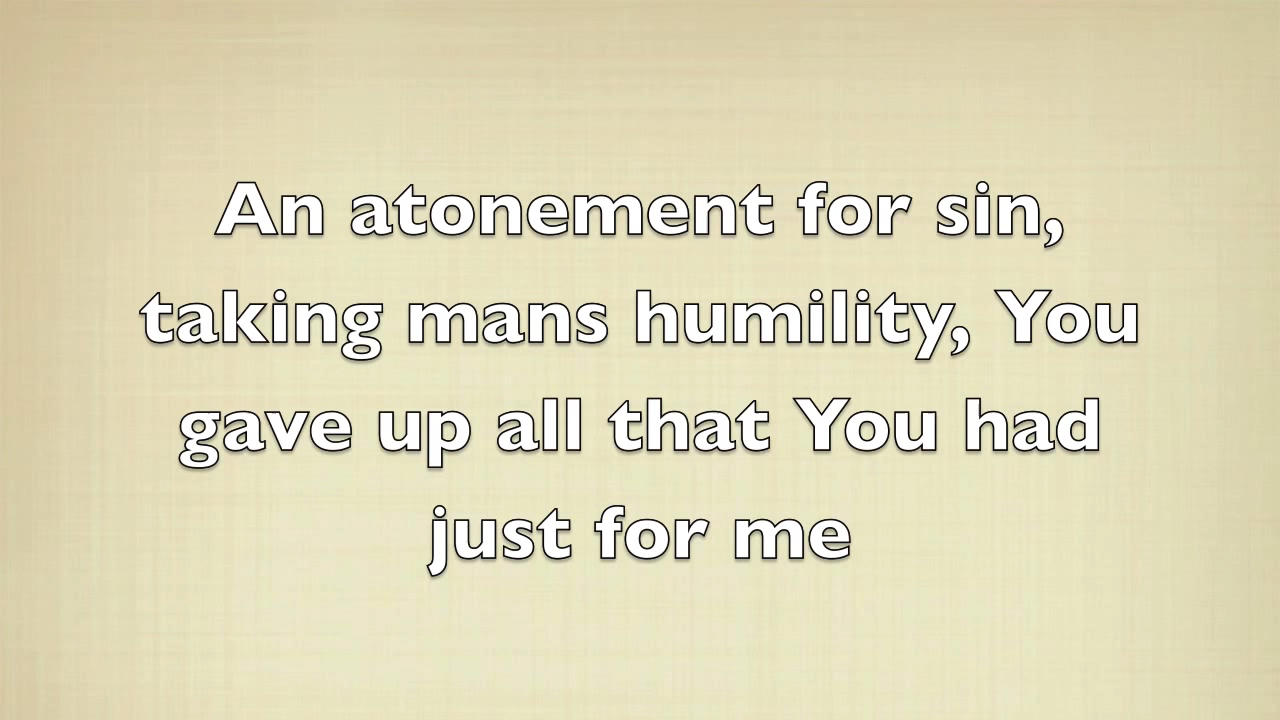 An atonement for sin,
taking mans humility, You
gave up all that You had
just for me